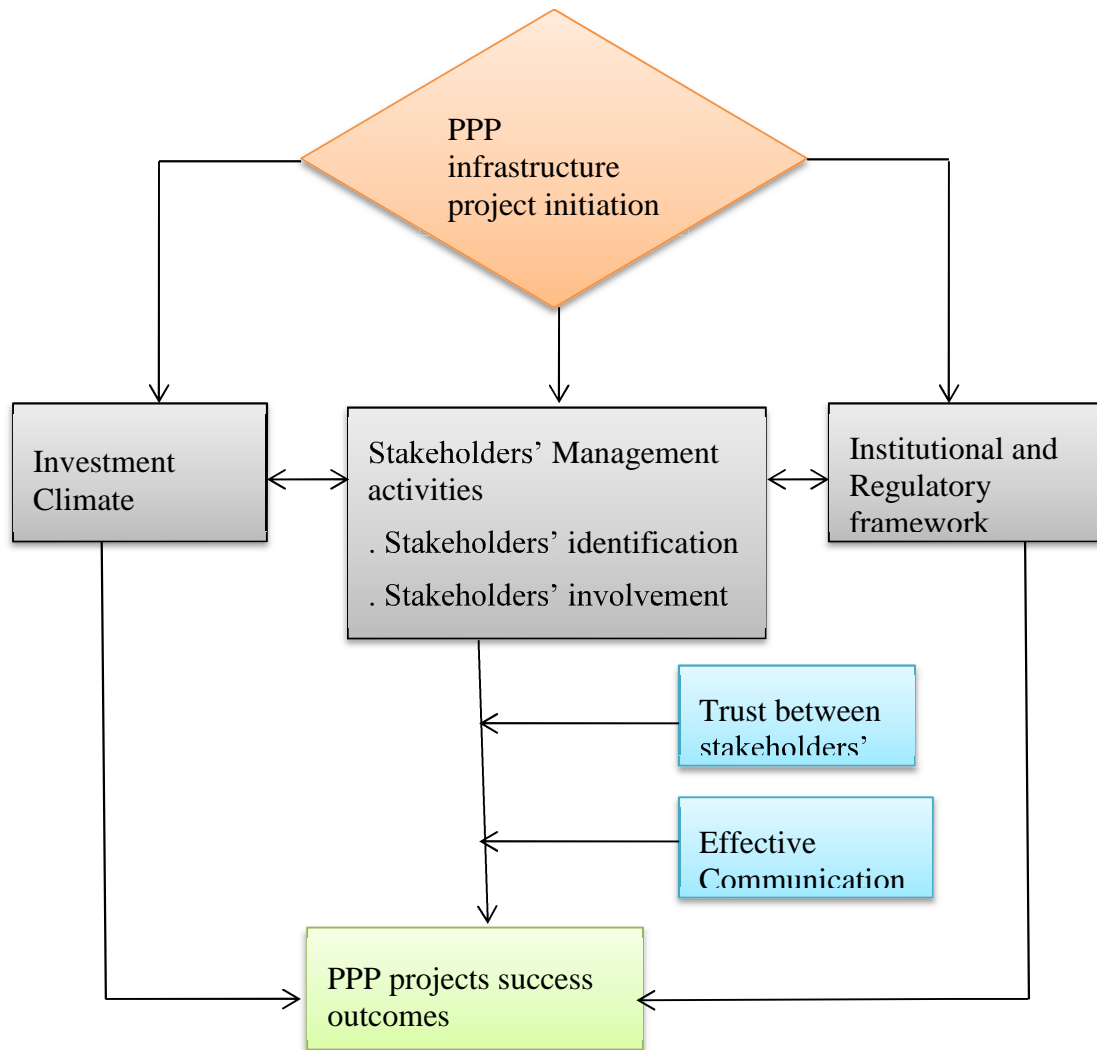 PPP
infrastructure
project initiation
Investment
Climate
Stakeholders’ Management
activities
. Stakeholders’ identification
. Stakeholders’ involvement
Institutional and
Regulatory
framework
Trust between
stakeholders’
Effective
Communication
PPP projects success
outcomes